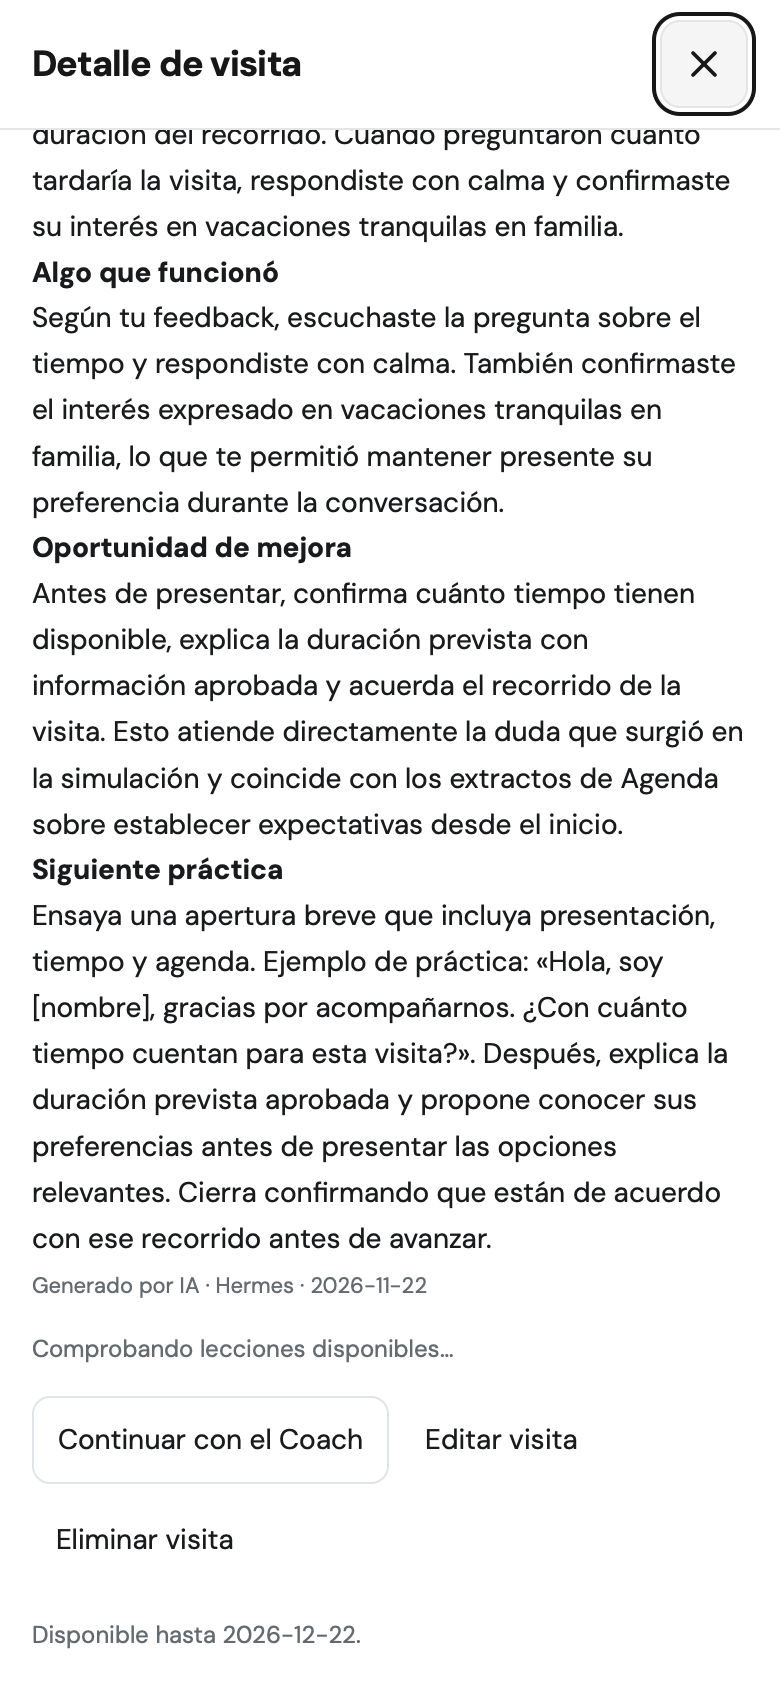 Detalle de visita
duración del recorrido. Cuando preguntaron cuánto
tardaría la visita, respondiste con calma y confirmaste
su interés en vacaciones tranquilas en familia.
Algo que funcionó
Según tu feedback, escuchaste la pregunta sobre el
tiempo y respondiste con calma. También confirmaste
el interés expresado en vacaciones tranquilas en
familia, lo que te permitió mantener presente su
preferencia durante la conversación.
Oportunidad de mejora
Antes de presentar, confirma cuánto tiempo tienen
disponible, explica la duración prevista con
información aprobada y acuerda el recorrido de la
visita. Esto atiende directamente la duda que surgió en
la simulación y coincide con los extractos de Agenda
sobre establecer expectativas desde el inicio.
Siguiente práctica
Ensaya una apertura breve que incluya presentación,
tiempo y agenda. Ejemplo de práctica: «Hola, soy
[nombre], gracias por acompañarnos. ¿Con cuánto
tiempo cuentan para esta visita?». Después, explica la
duración prevista aprobada y propone conocer sus
preferencias antes de presentar las opciones
relevantes. Cierra confirmando que están de acuerdo
con ese recorrido antes de avanzar.
Generado por IA · Hermes · 2026-11-22
Comprobando lecciones disponibles…
Continuar con el Coach
Editar visita
Eliminar visita
Disponible hasta 2026-12-22.